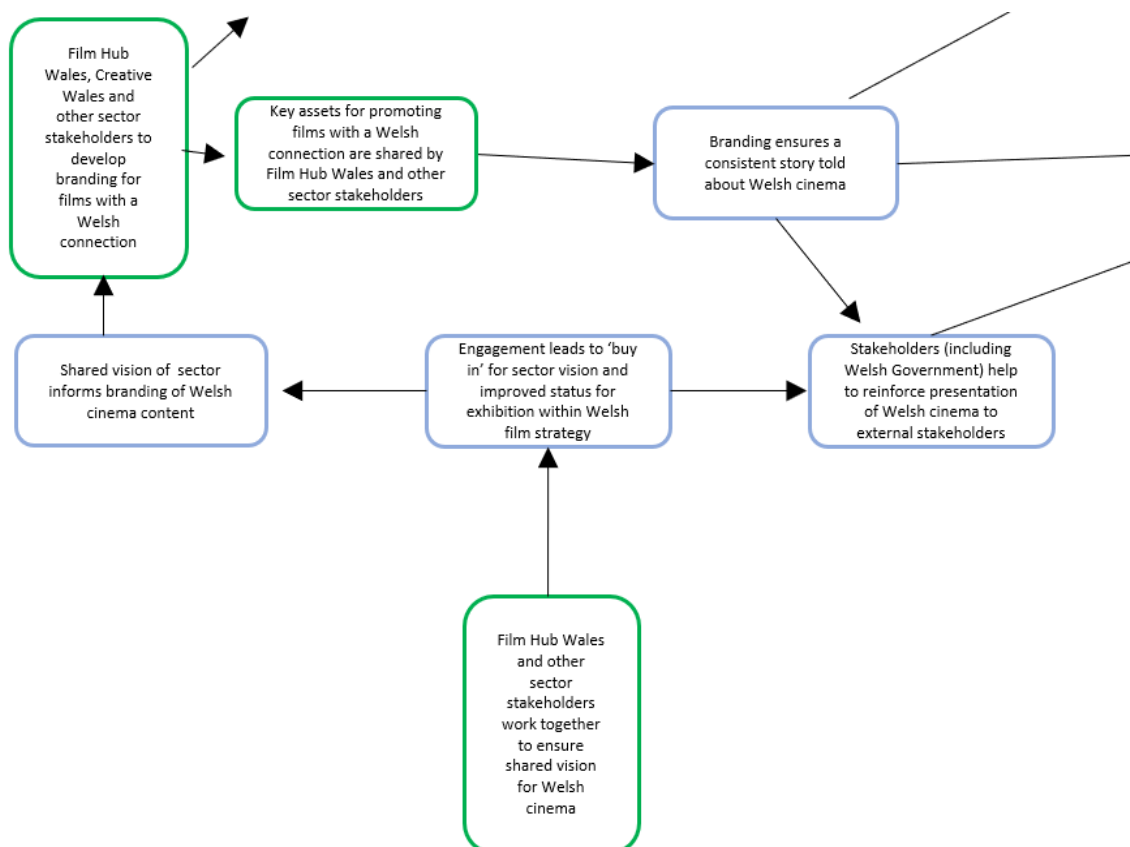 Film Hub
Wales, Creative
Wales and
other sector
stakeholders to
develop
branding for
films with a
Welsh
connection
Key assets for promoting
films with a Welsh
connection are shared by
Film Hub Wales and other
sector stakeholders
Branding ensures a
consistent story told
about Welsh cinema
Shared vision of sector
informs branding of Welsh
cinema content
Engagement leads to ‘buy
in’ for sector vision and
improved status for
exhibition within Welsh
film strategy
Stakeholders (including
Welsh Government) help
to reinforce presentation
of Welsh cinema to
external stakeholders
Film Hub Wales
and other
sector
stakeholders
work together
to ensure
shared vision
for Welsh
cinema